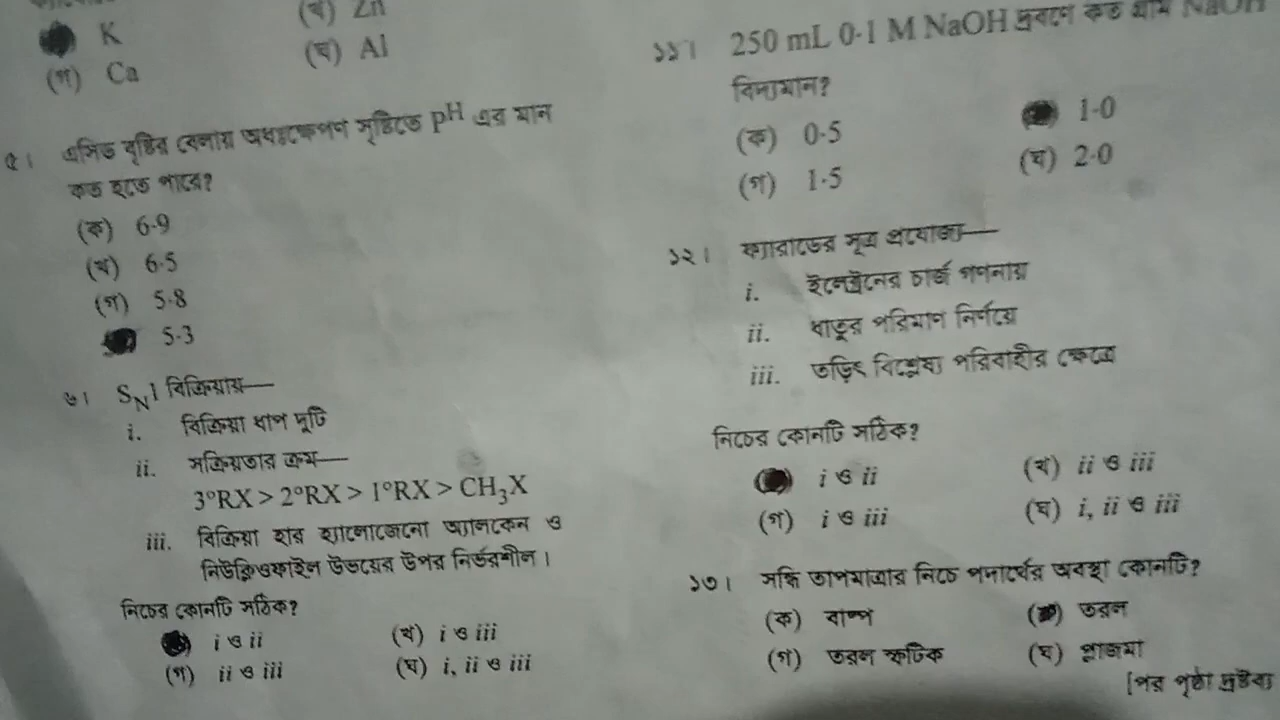 K
(খ) Zn
(গ) Ca
(ঘ) Al
৫। এসিড বৃষ্টির বেলায় অধঃক্ষেপণ সৃষ্টিতে pH এর মান
কত হতে পারে?
(ক) 6·9
(খ) 6·5
(গ) 5·8
5·3
৬। SN1 বিক্রিয়ায়—
i. বিক্রিয়া ধাপ দুটি
ii. সক্রিয়তার ক্রম—
3°RX > 2°RX > 1°RX > CH₃X
iii. বিক্রিয়া হার হ্যালোজেনো অ্যালকেন ও
নিউক্লিওফাইল উভয়ের উপর নির্ভরশীল।
নিচের কোনটি সঠিক?
i ও ii
(খ) i ও iii
(গ) ii ও iii
(ঘ) i, ii ও iii
১১। 250 mL 0·1 M NaOH দ্রবণে কত গ্রাম NaOH
বিদ্যমান?
(ক) 0·5
1·0
(গ) 1·5
(ঘ) 2·0
১২। ফ্যারাডের সূত্র প্রযোজ্য—
i. ইলেক্ট্রনের চার্জ গণনায়
ii. ধাতুর পরিমাণ নির্ণয়ে
iii. তড়িৎ বিশ্লেষ্য পরিবাহীর ক্ষেত্রে
নিচের কোনটি সঠিক?
i ও ii
(খ) ii ও iii
(গ) i ও iii
(ঘ) i, ii ও iii
১৩। সন্ধি তাপমাত্রার নিচে পদার্থের অবস্থা কোনটি?
(ক) বাষ্প
তরল
(গ) তরল স্ফটিক
(ঘ) প্লাজমা
[পর পৃষ্ঠা দ্রষ্টব্য